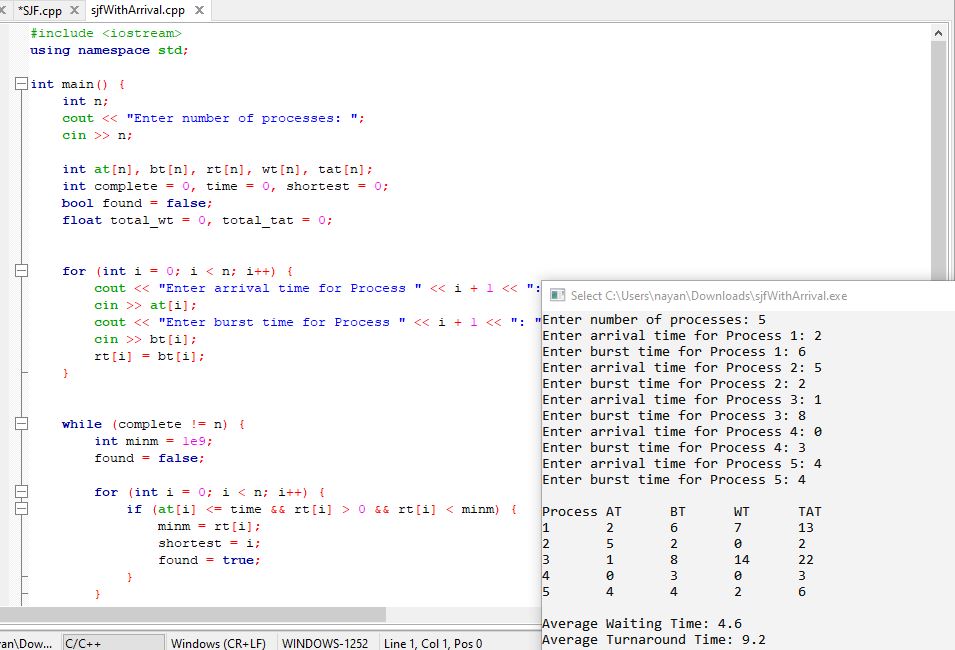 *SJF.cpp X sjfWithArrival.cpp X
#include <iostream>
using namespace std;
int main() {
int n;
cout << "Enter number of processes: ";
cin >> n;
int at[n], bt[n], rt[n], wt[n], tat[n];
int complete = 0, time = 0, shortest = 0;
bool found = false;
float total_wt = 0, total_tat = 0;
for (int i = 0; i < n; i++) {
cout << "Enter arrival time for Process " << i + 1 << ":
cin >> at[i];
cout << "Enter burst time for Process " << i + 1 << ": "
cin >> bt[i];
rt[i] = bt[i];
}
while (complete != n) {
int minm = 1e9;
found = false;
for (int i = 0; i < n; i++) {
if (at[i] <= time && rt[i] > 0 && rt[i] < minm) {
minm = rt[i];
shortest = i;
found = true;
}
}
Select C:\Users\nayan\Downloads\sjfWithArrival.exe
Enter number of processes: 5
Enter arrival time for Process 1: 2
Enter burst time for Process 1: 6
Enter arrival time for Process 2: 5
Enter burst time for Process 2: 2
Enter arrival time for Process 3: 1
Enter burst time for Process 3: 8
Enter arrival time for Process 4: 0
Enter burst time for Process 4: 3
Enter arrival time for Process 5: 4
Enter burst time for Process 5: 4
Process AT BT WT TAT
1 2 6 7 13
2 5 2 0 2
3 1 8 14 22
4 0 3 0 3
5 4 4 2 6
Average Waiting Time: 4.6
Average Turnaround Time: 9.2
yan\Dow... C/C++ Windows (CR+LF) WINDOWS-1252 Line 1, Col 1, Pos 0